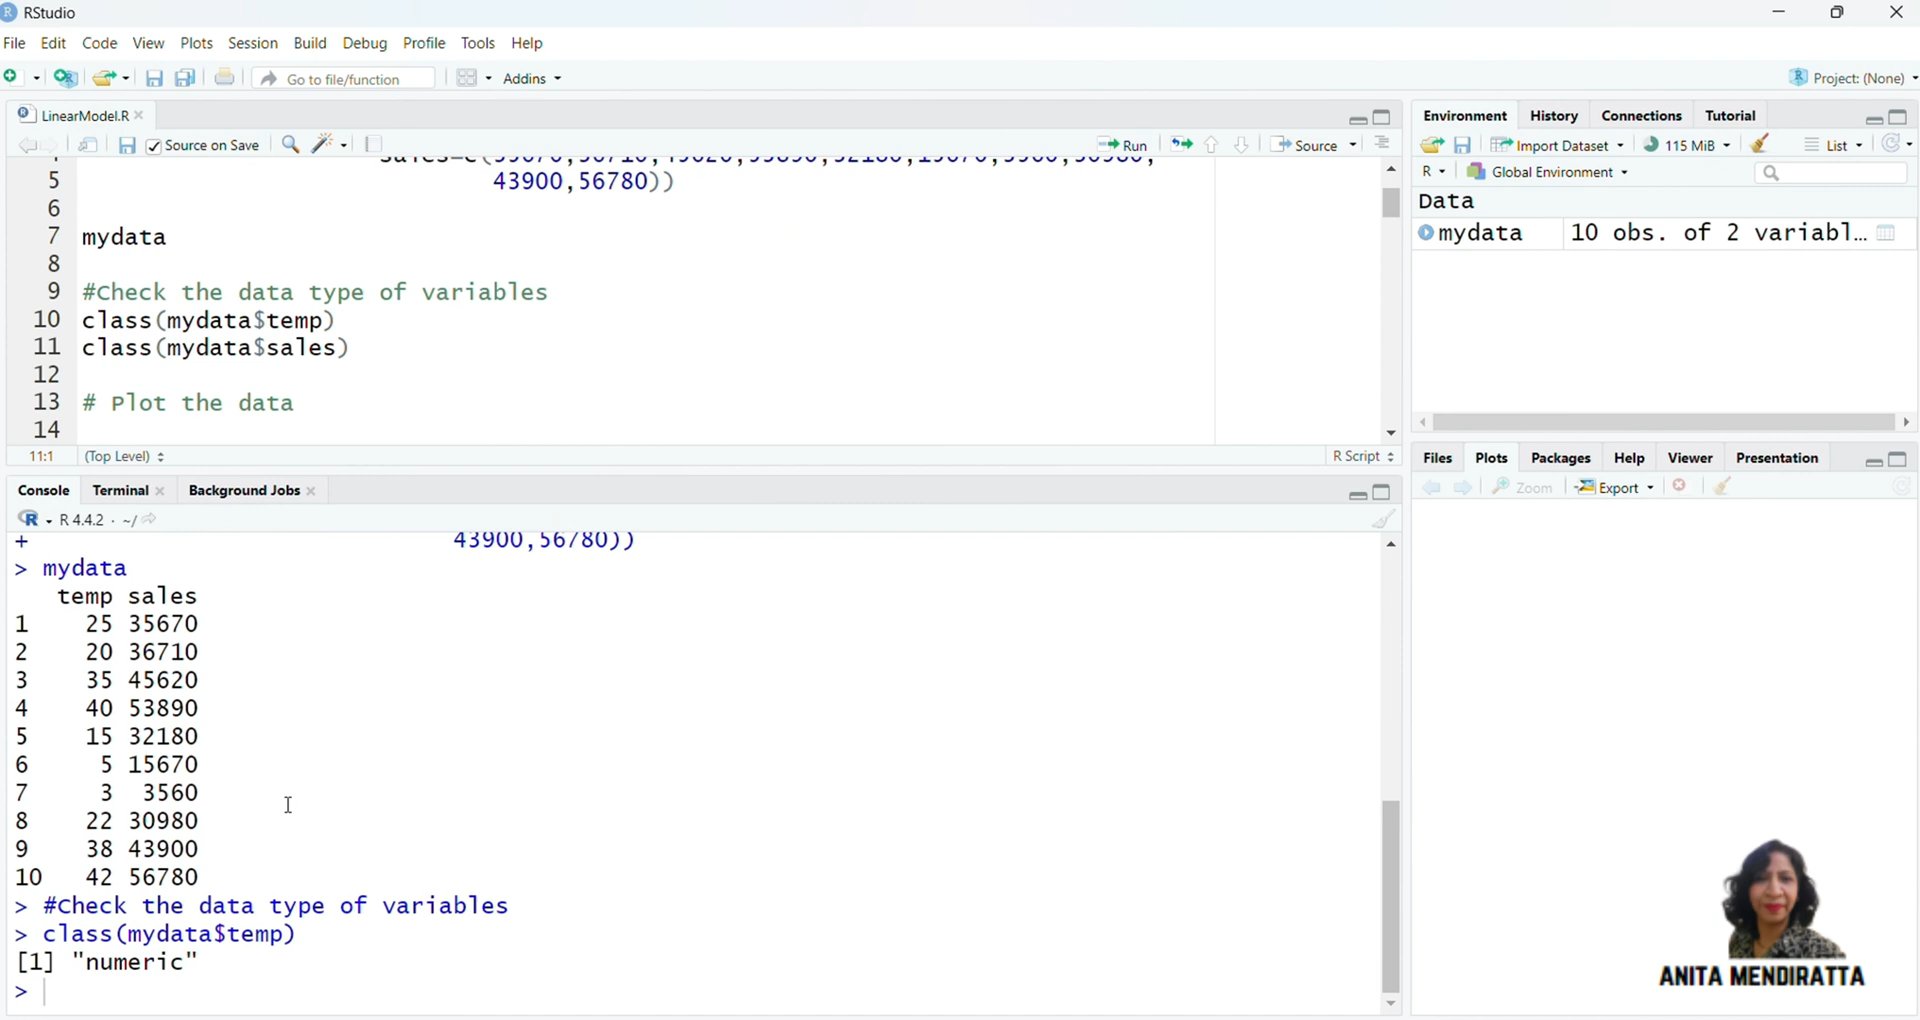 RStudio
File Edit Code View Plots Session Build Debug Profile Tools Help
Go to file/function Addins Project: (None)
LinearModel.R
Source on Save Run Source
5 43900,56780))
6
7 mydata
8
9 #Check the data type of variables
10 class(mydata$temp)
11 class(mydata$sales)
12
13 # Plot the data
14
11:1 (Top Level) R Script
Console Terminal Background Jobs
R 4.4.2 · ~/
+ 43900,56780))
> mydata
temp sales
1 25 35670
2 20 36710
3 35 45620
4 40 53890
5 15 32180
6 5 15670
7 3 3560
8 22 30980
9 38 43900
10 42 56780
> #Check the data type of variables
> class(mydata$temp)
[1] "numeric"
>
Environment History Connections Tutorial
Import Dataset 115 MiB List
R Global Environment
Data
mydata 10 obs. of 2 variabl...
Files Plots Packages Help Viewer Presentation
Zoom Export
ANITA MENDIRATTA